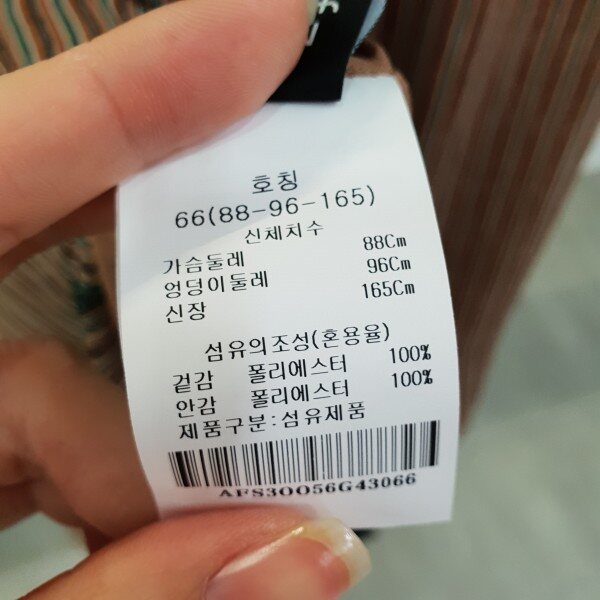 호칭
66(88-96-165)
신체치수
가슴둘레 88Cm
엉덩이둘레 96Cm
신장 165Cm
섬유의조성(혼용율)
겉감 폴리에스터 100%
안감 폴리에스터 100%
제품구분:섬유제품
AFS3OO56G43066